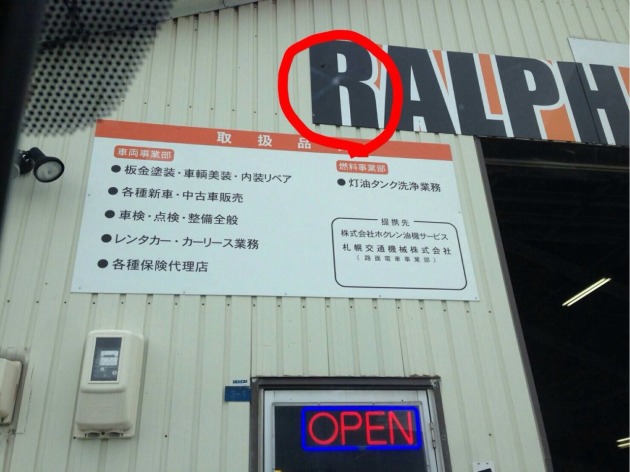 RALPH
取扱品
車両事業部
●板金塗装・車輌美装・内装リペア
●各種新車・中古車販売
●車検・点検・整備全般
●レンタカー・カーリース業務
●各種保険代理店
燃料事業部
●灯油タンク洗浄業務
提携先
株式会社ホクレン油機サービス
札幌交通機械株式会社
（路面電車事業部）
OPEN